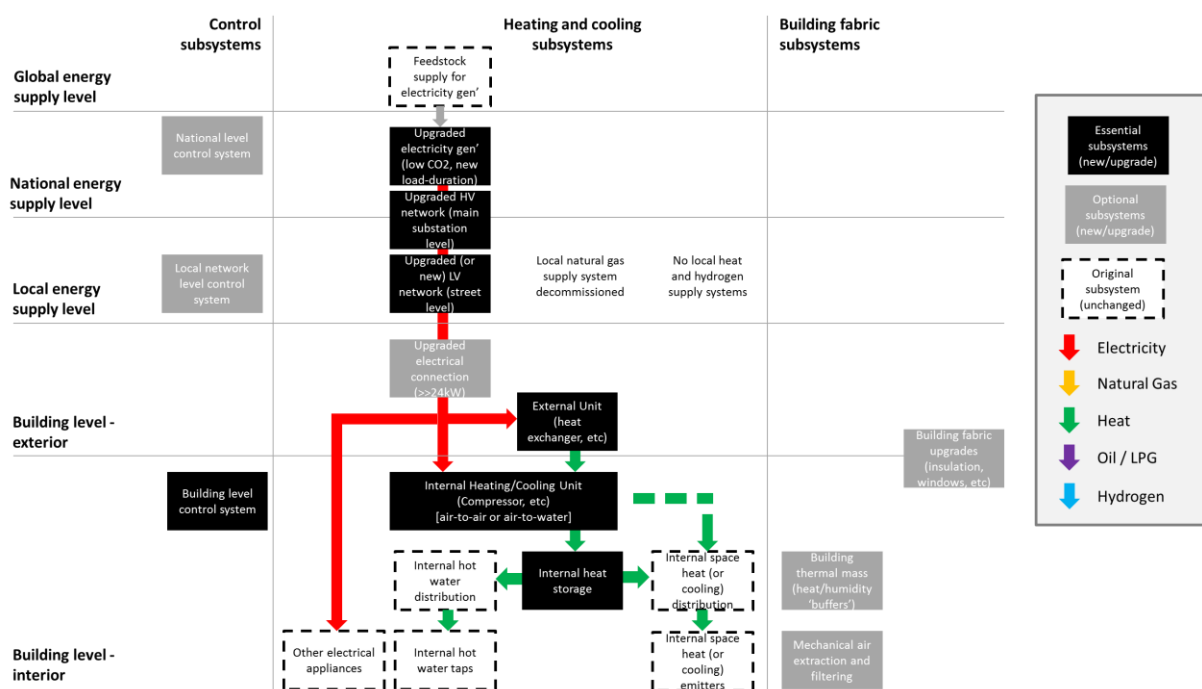 Control
subsystems
Heating and cooling
subsystems
Building fabric
subsystems
Global energy
supply level
Feedstock
supply for
electricity gen’
National level
control system
Upgraded
electricity gen’
(low CO2, new
load-duration)
National energy
supply level
Upgraded HV
network (main
substation
level)
Local network
level control
system
Upgraded (or
new) LV
network (street
level)
Local natural gas
supply system
decommissioned
No local heat
and hydrogen
supply systems
Local energy
supply level
Upgraded
electrical
connection
(>>24kW)
External Unit
(heat
exchanger, etc)
Building level -
exterior
Building fabric
upgrades
(insulation,
windows, etc)
Building level
control system
Internal Heating/Cooling Unit
(Compressor, etc)
[air-to-air or air-to-water]
Internal hot
water
distribution
Internal heat
storage
Internal space
heat (or
cooling)
distribution
Building
thermal mass
(heat/humidity
‘buffers’)
Building level -
interior
Other electrical
appliances
Internal hot
water taps
Internal space
heat (or
cooling)
emitters
Mechanical air
extraction and
filtering
Essential
subsystems
(new/upgrade)
Optional
subsystems
(new/upgrade)
Original
subsystem
(unchanged)
Electricity
Natural Gas
Heat
Oil / LPG
Hydrogen